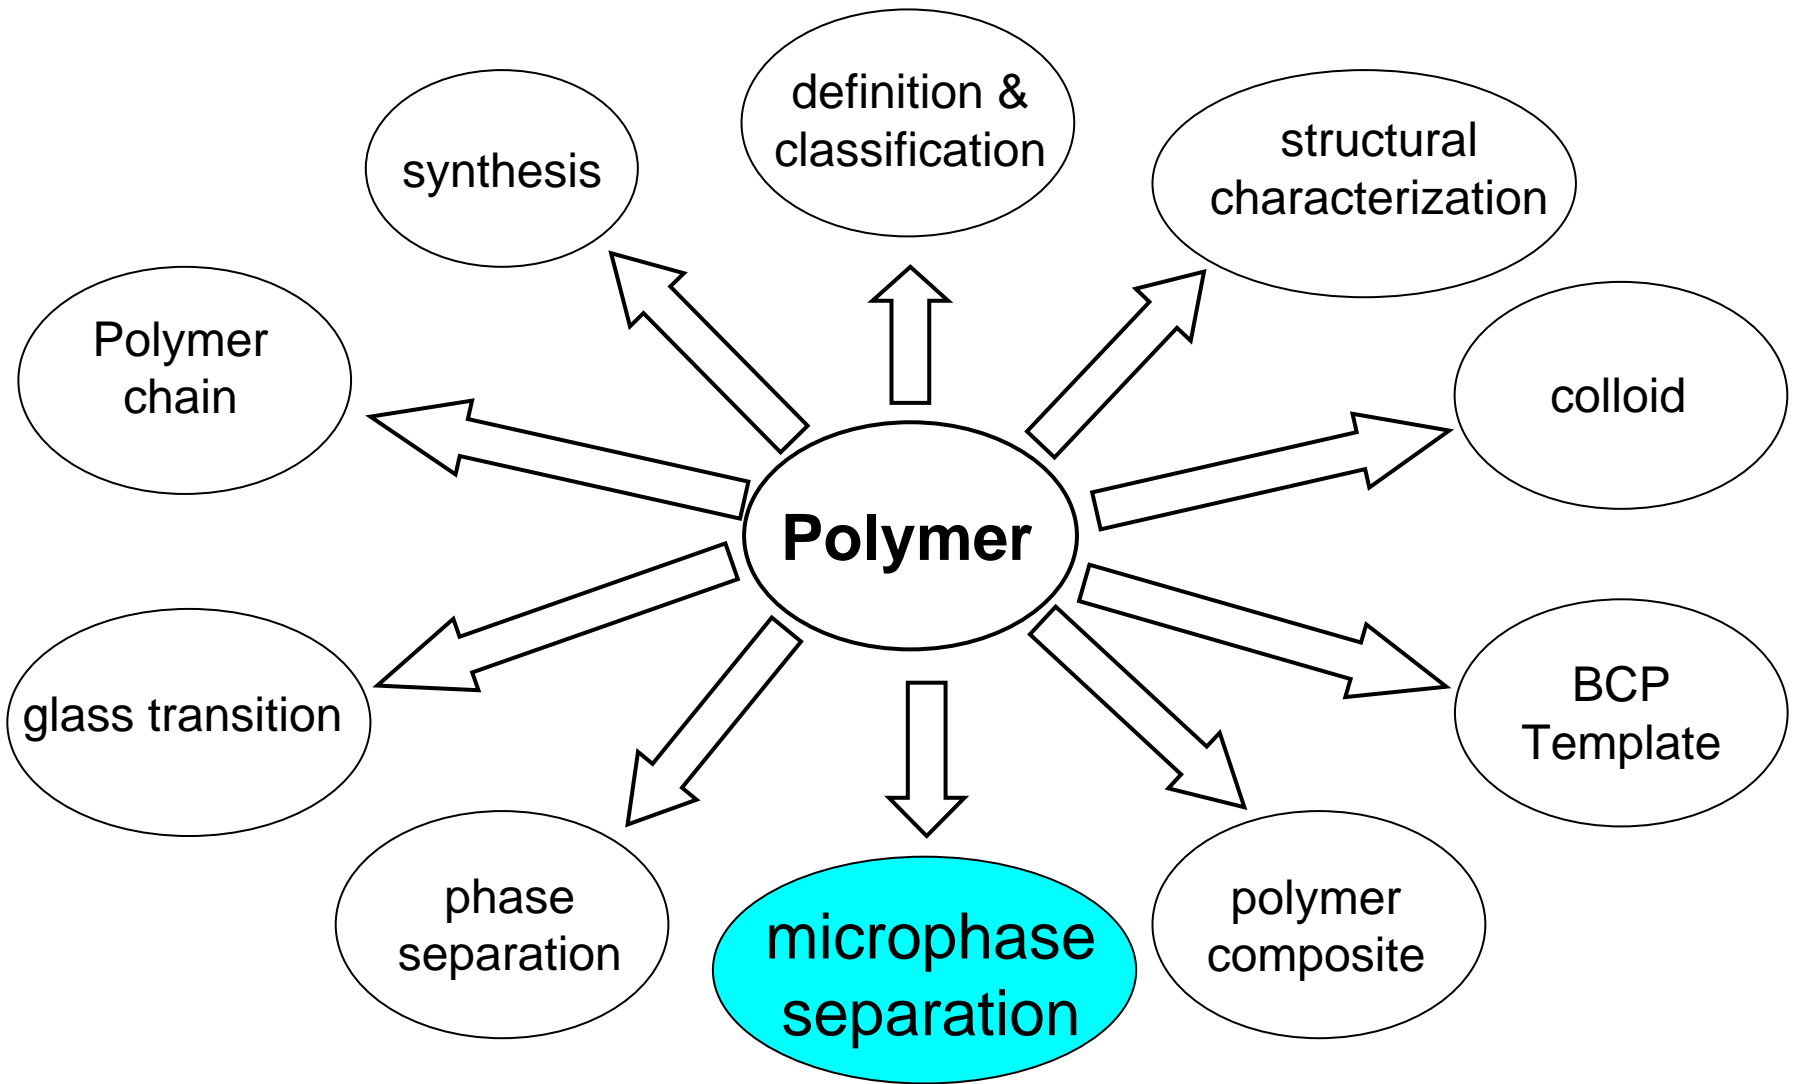 definition &
classification
synthesis
structural
characterization
Polymer
chain
colloid
Polymer
glass transition
BCP
Template
phase
separation
microphase
separation
polymer
composite